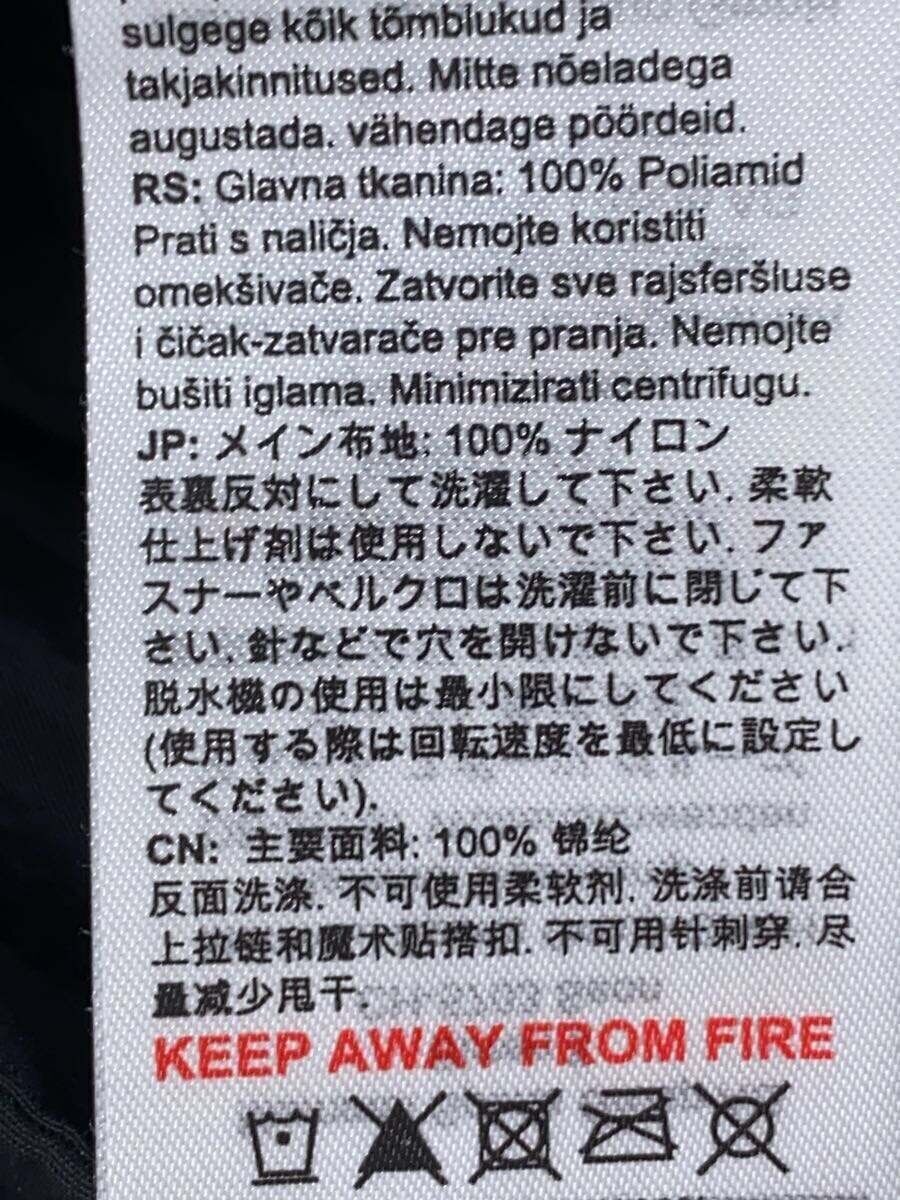 sulgege kõik tõmblukud ja
takjakinnitused. Mitte nõeladega
augustada. vähendage pöördeid.
RS: Glavna tkanina: 100% Poliamid
Prati s naličja. Nemojte koristiti
omekšivače. Zatvorite sve rajsferšluse
i čičak-zatvarače pre pranja. Nemojte
bušiti iglama. Minimizirati centrifugu.
JP: メイン布地: 100% ナイロン
表裏反対にして洗濯して下さい. 柔軟
仕上げ剤は使用しないで下さい. ファ
スナーやベルクロは洗濯前に閉じて下
さい. 針などで穴を開けないで下さい.
脱水機の使用は最小限にしてください
(使用する際は回転速度を最低に設定し
てください).
CN: 主要面料: 100% 锦纶
反面洗涤. 不可使用柔软剂. 洗涤前请合
上拉链和魔术贴搭扣. 不可用针刺穿. 尽
量减少甩干.
KEEP AWAY FROM FIRE